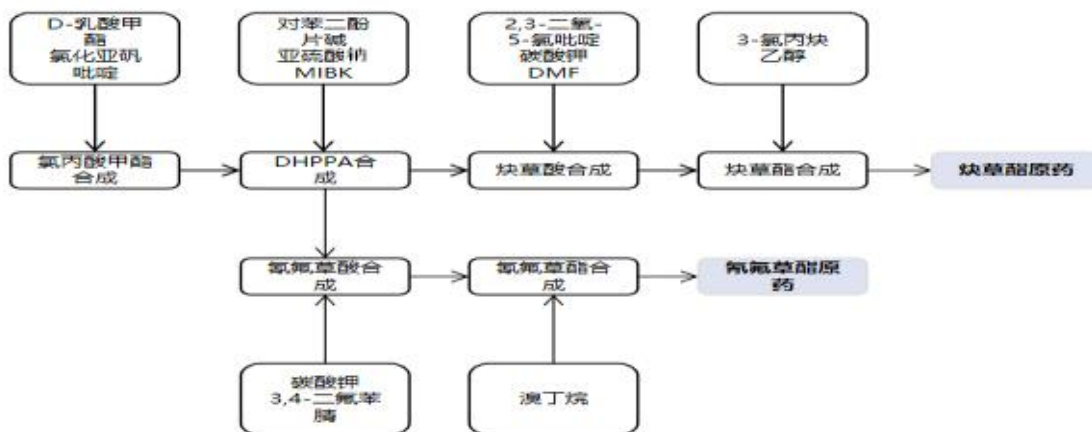 D-乳酸甲
酯
氯化亚矾
吡啶
对苯二酚
片碱
亚硫酸钠
MIBK
2,3-二氟-
5-氯吡啶
碳酸钾
DMF
3-氯丙炔
乙醇
氯丙酸甲酯
合成
DHPPA合
成
炔草酸合成
炔草酯合成
炔草酯原药
氰氟草酸合
成
氰氟草酯合
成
氰氟草酯原
药
碳酸钾
3,4-二氟苯
腈
溴丁烷